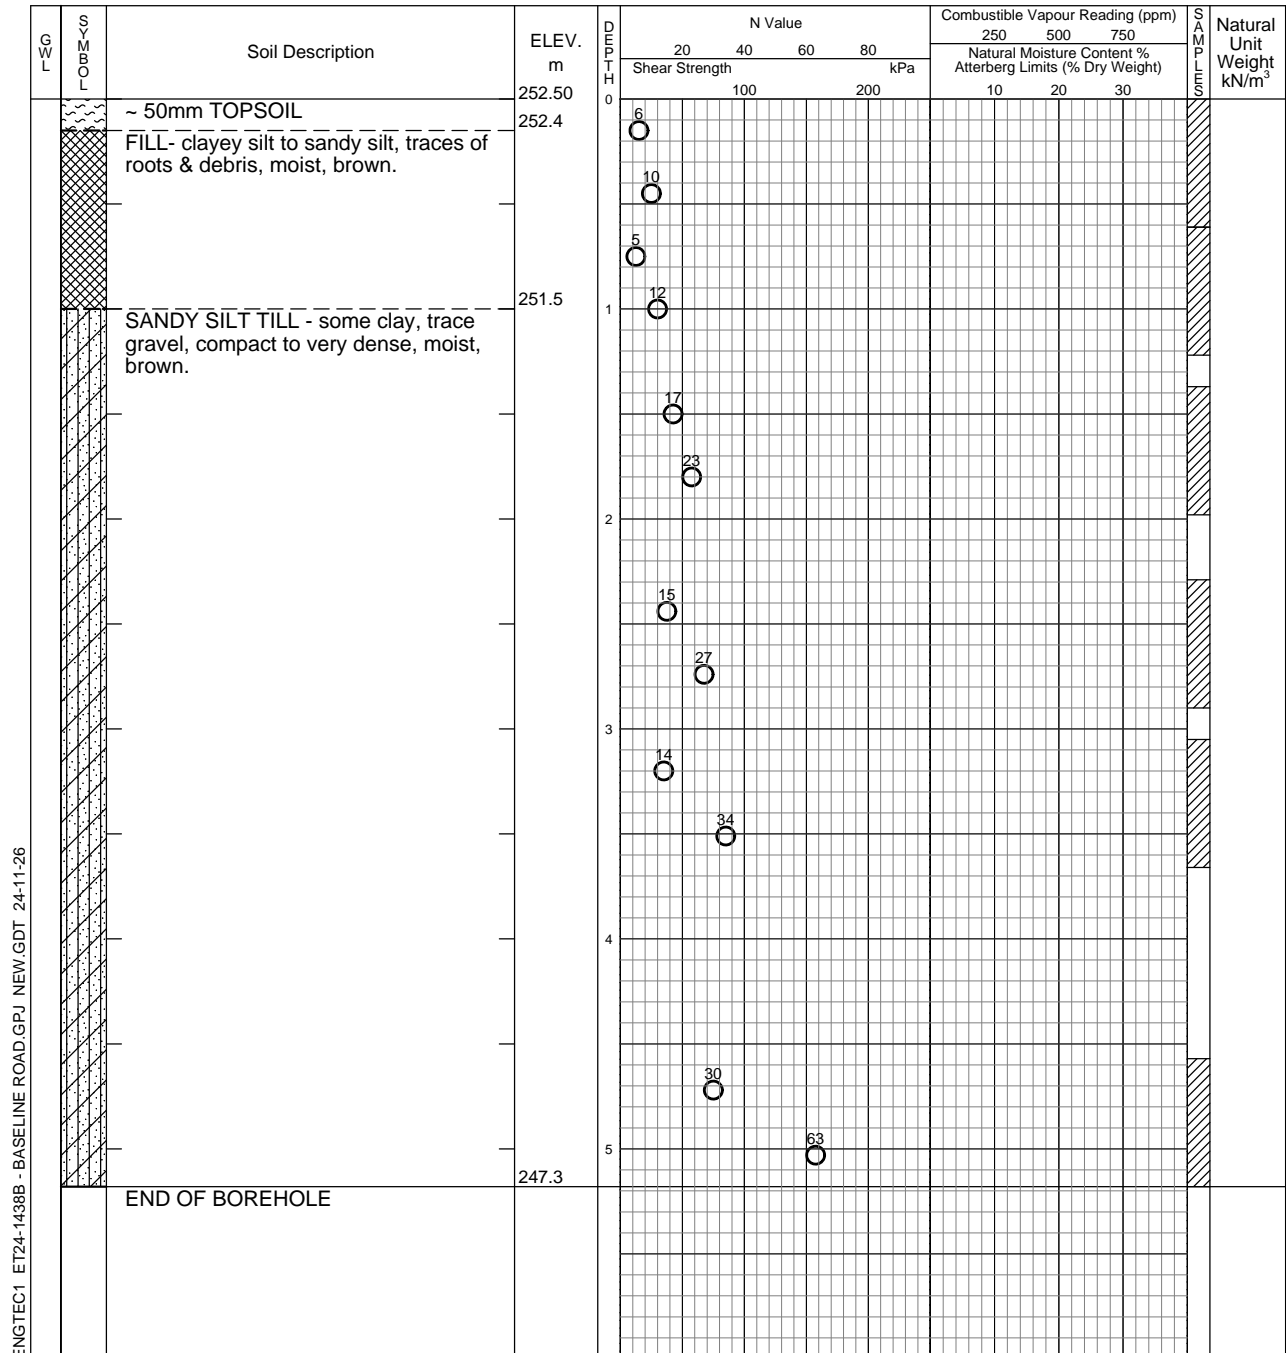 GWL
SYMBOL
Soil Description
ELEV.
m
DEPTH
N Value
20 40 60 80
Shear Strength kPa
100 200
Combustible Vapour Reading (ppm)
250 500 750
Natural Moisture Content %
Atterberg Limits (% Dry Weight)
10 20 30
SAMPLES
Natural
Unit
Weight
kN/m³
252.50
0
~ 50mm TOPSOIL
252.4
6
FILL- clayey silt to sandy silt, traces of
roots & debris, moist, brown.
10
5
251.5
12
1
SANDY SILT TILL - some clay, trace
gravel, compact to very dense, moist,
brown.
17
23
2
15
27
3
14
34
4
30
63
5
247.3
END OF BOREHOLE
ENGTEC1 ET24-1438B - BASELINE ROAD.GPJ NEW.GDT 24-11-26